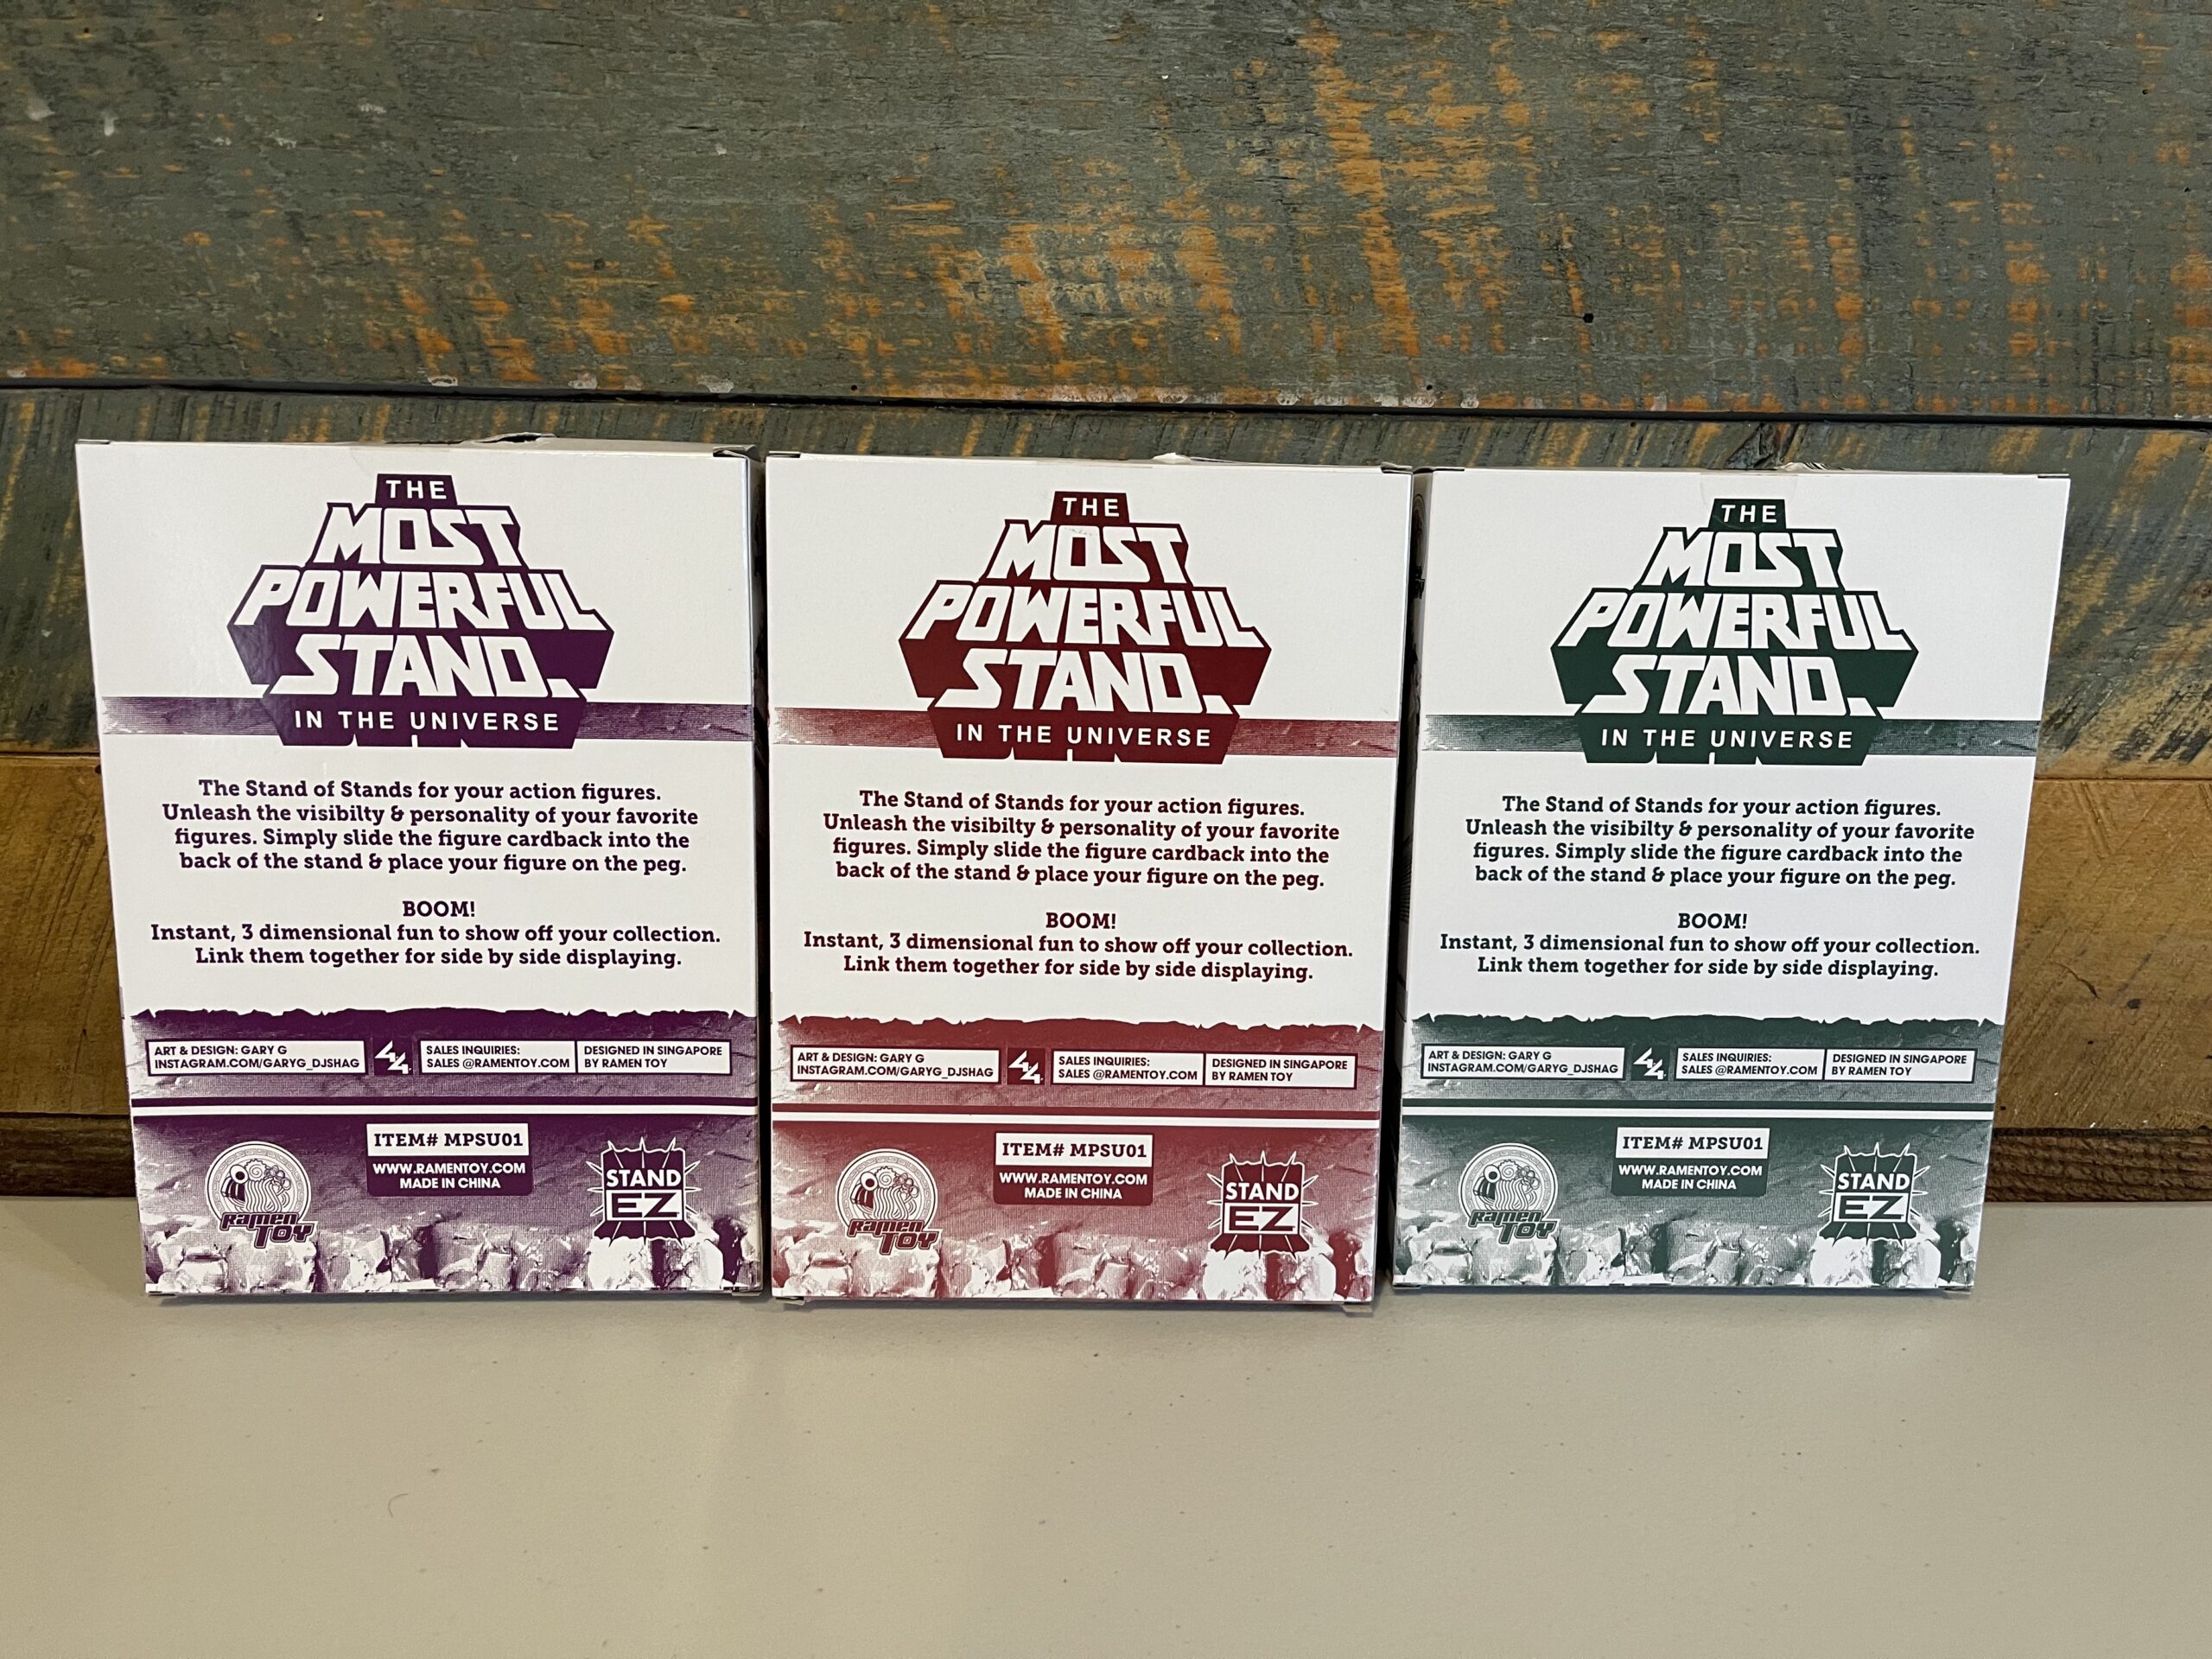 THE
MOST
POWERFUL
STAND.
IN THE UNIVERSE
The Stand of Stands for your action figures.
Unleash the visibilty & personality of your favorite
figures. Simply slide the figure cardback into the
back of the stand & place your figure on the peg.
BOOM!
Instant, 3 dimensional fun to show off your collection.
Link them together for side by side displaying.
ART & DESIGN: GARY G
INSTAGRAM.COM/GARYG_DJSHAG
SALES INQUIRIES:
SALES @RAMENTOY.COM
DESIGNED IN SINGAPORE
BY RAMEN TOY
ITEM# MPSU01
WWW.RAMENTOY.COM
MADE IN CHINA
Ramen
TOY
STAND
EZ
THE
MOST
POWERFUL
STAND.
IN THE UNIVERSE
The Stand of Stands for your action figures.
Unleash the visibilty & personality of your favorite
figures. Simply slide the figure cardback into the
back of the stand & place your figure on the peg.
BOOM!
Instant, 3 dimensional fun to show off your collection.
Link them together for side by side displaying.
ART & DESIGN: GARY G
INSTAGRAM.COM/GARYG_DJSHAG
SALES INQUIRIES:
SALES @RAMENTOY.COM
DESIGNED IN SINGAPORE
BY RAMEN TOY
ITEM# MPSU01
WWW.RAMENTOY.COM
MADE IN CHINA
Ramen
TOY
STAND
EZ
THE
MOST
POWERFUL
STAND.
IN THE UNIVERSE
The Stand of Stands for your action figures.
Unleash the visibilty & personality of your favorite
figures. Simply slide the figure cardback into the
back of the stand & place your figure on the peg.
BOOM!
Instant, 3 dimensional fun to show off your collection.
Link them together for side by side displaying.
ART & DESIGN: GARY G
INSTAGRAM.COM/GARYG_DJSHAG
SALES INQUIRIES:
SALES @RAMENTOY.COM
DESIGNED IN SINGAPORE
BY RAMEN TOY
ITEM# MPSU01
WWW.RAMENTOY.COM
MADE IN CHINA
Ramen
TOY
STAND
EZ